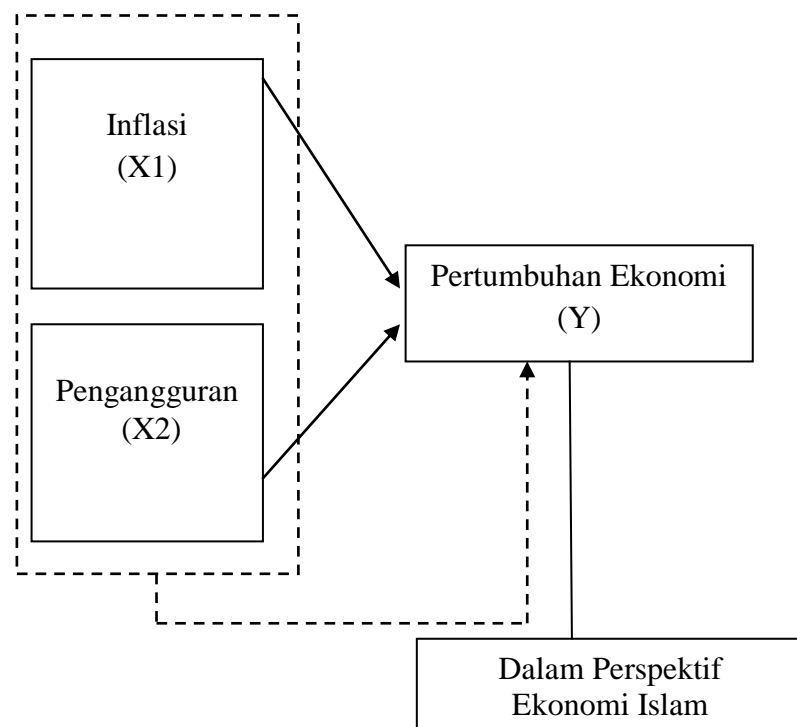 Inflasi
(X1)
Pertumbuhan Ekonomi
(Y)
Pengangguran
(X2)
Dalam Perspektif
Ekonomi Islam